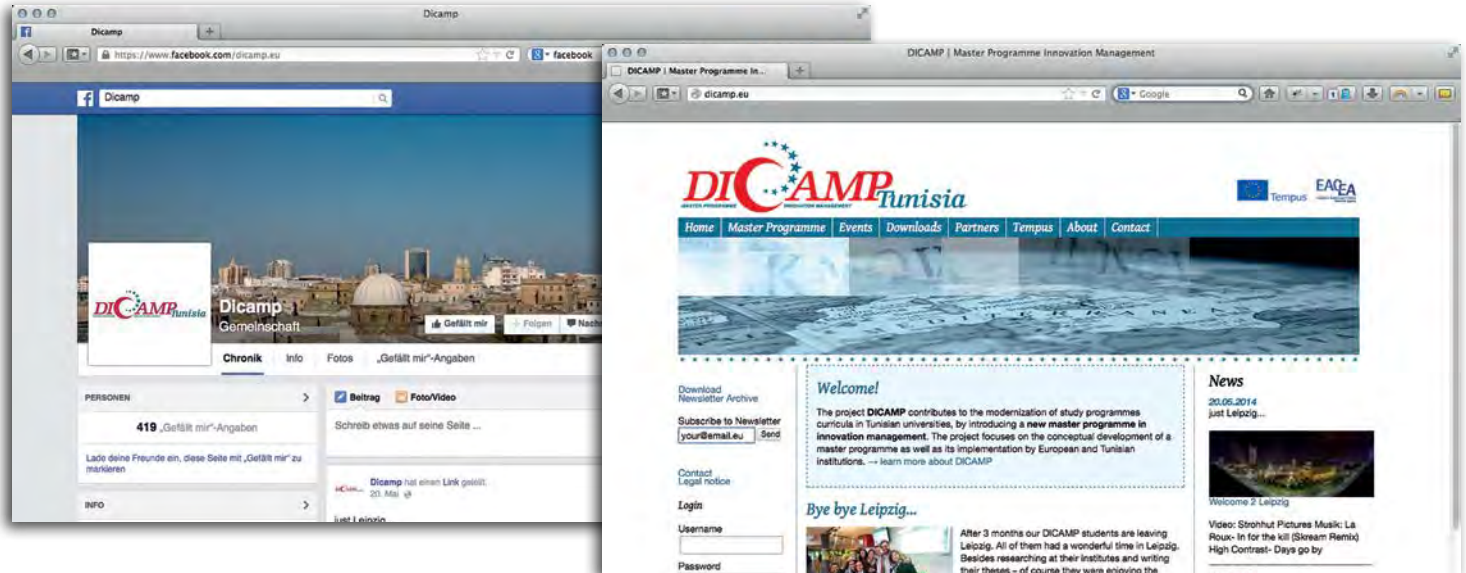 Dicamp
Dicamp
https://www.facebook.com/dicamp.eu
facebook
Dicamp
DICAMP Tunisia
Dicamp
Gemeinschaft
Gefällt mir
Folgen
Chronik Info Fotos „Gefällt mir“-Angaben
PERSONEN
419 „Gefällt mir“-Angaben
Lade deine Freunde ein, diese Seite mit „Gefällt mir“ zu
markieren
INFO
Beitrag Foto/Video
Schreib etwas auf seine Seite ...
Dicamp hat einen Link geteilt.
20. Mai
just Leipzig
DICAMP | Master Programme Innovation Management
DICAMP | Master Programme In...
dicamp.eu
Google
DICAMP Tunisia
MASTER PROGRAMME INNOVATION MANAGEMENT
Tempus
EACEA
Home Master Programme Events Downloads Partners Tempus About Contact
Download
Newsletter Archive
Subscribe to Newsletter
your@email.eu Send
Contact
Legal notice
Login
Username
Password
Welcome!
The project DICAMP contributes to the modernization of study programmes
curricula in Tunisian universities, by introducing a new master programme in
innovation management. The project focuses on the conceptual development of a
master programme as well as its implementation by European and Tunisian
institutions. → learn more about DICAMP
Bye bye Leipzig...
After 3 months our DICAMP students are leaving
Leipzig. All of them had a wonderful time in Leipzig.
Besides researching at their institutes and writing
their theses – of course they were enjoying the
News
20.05.2014
just Leipzig...
Welcome 2 Leipzig
Video: Strohhut Pictures Musik: La
Roux- In for the kill (Skream Remix)
High Contrast- Days go by